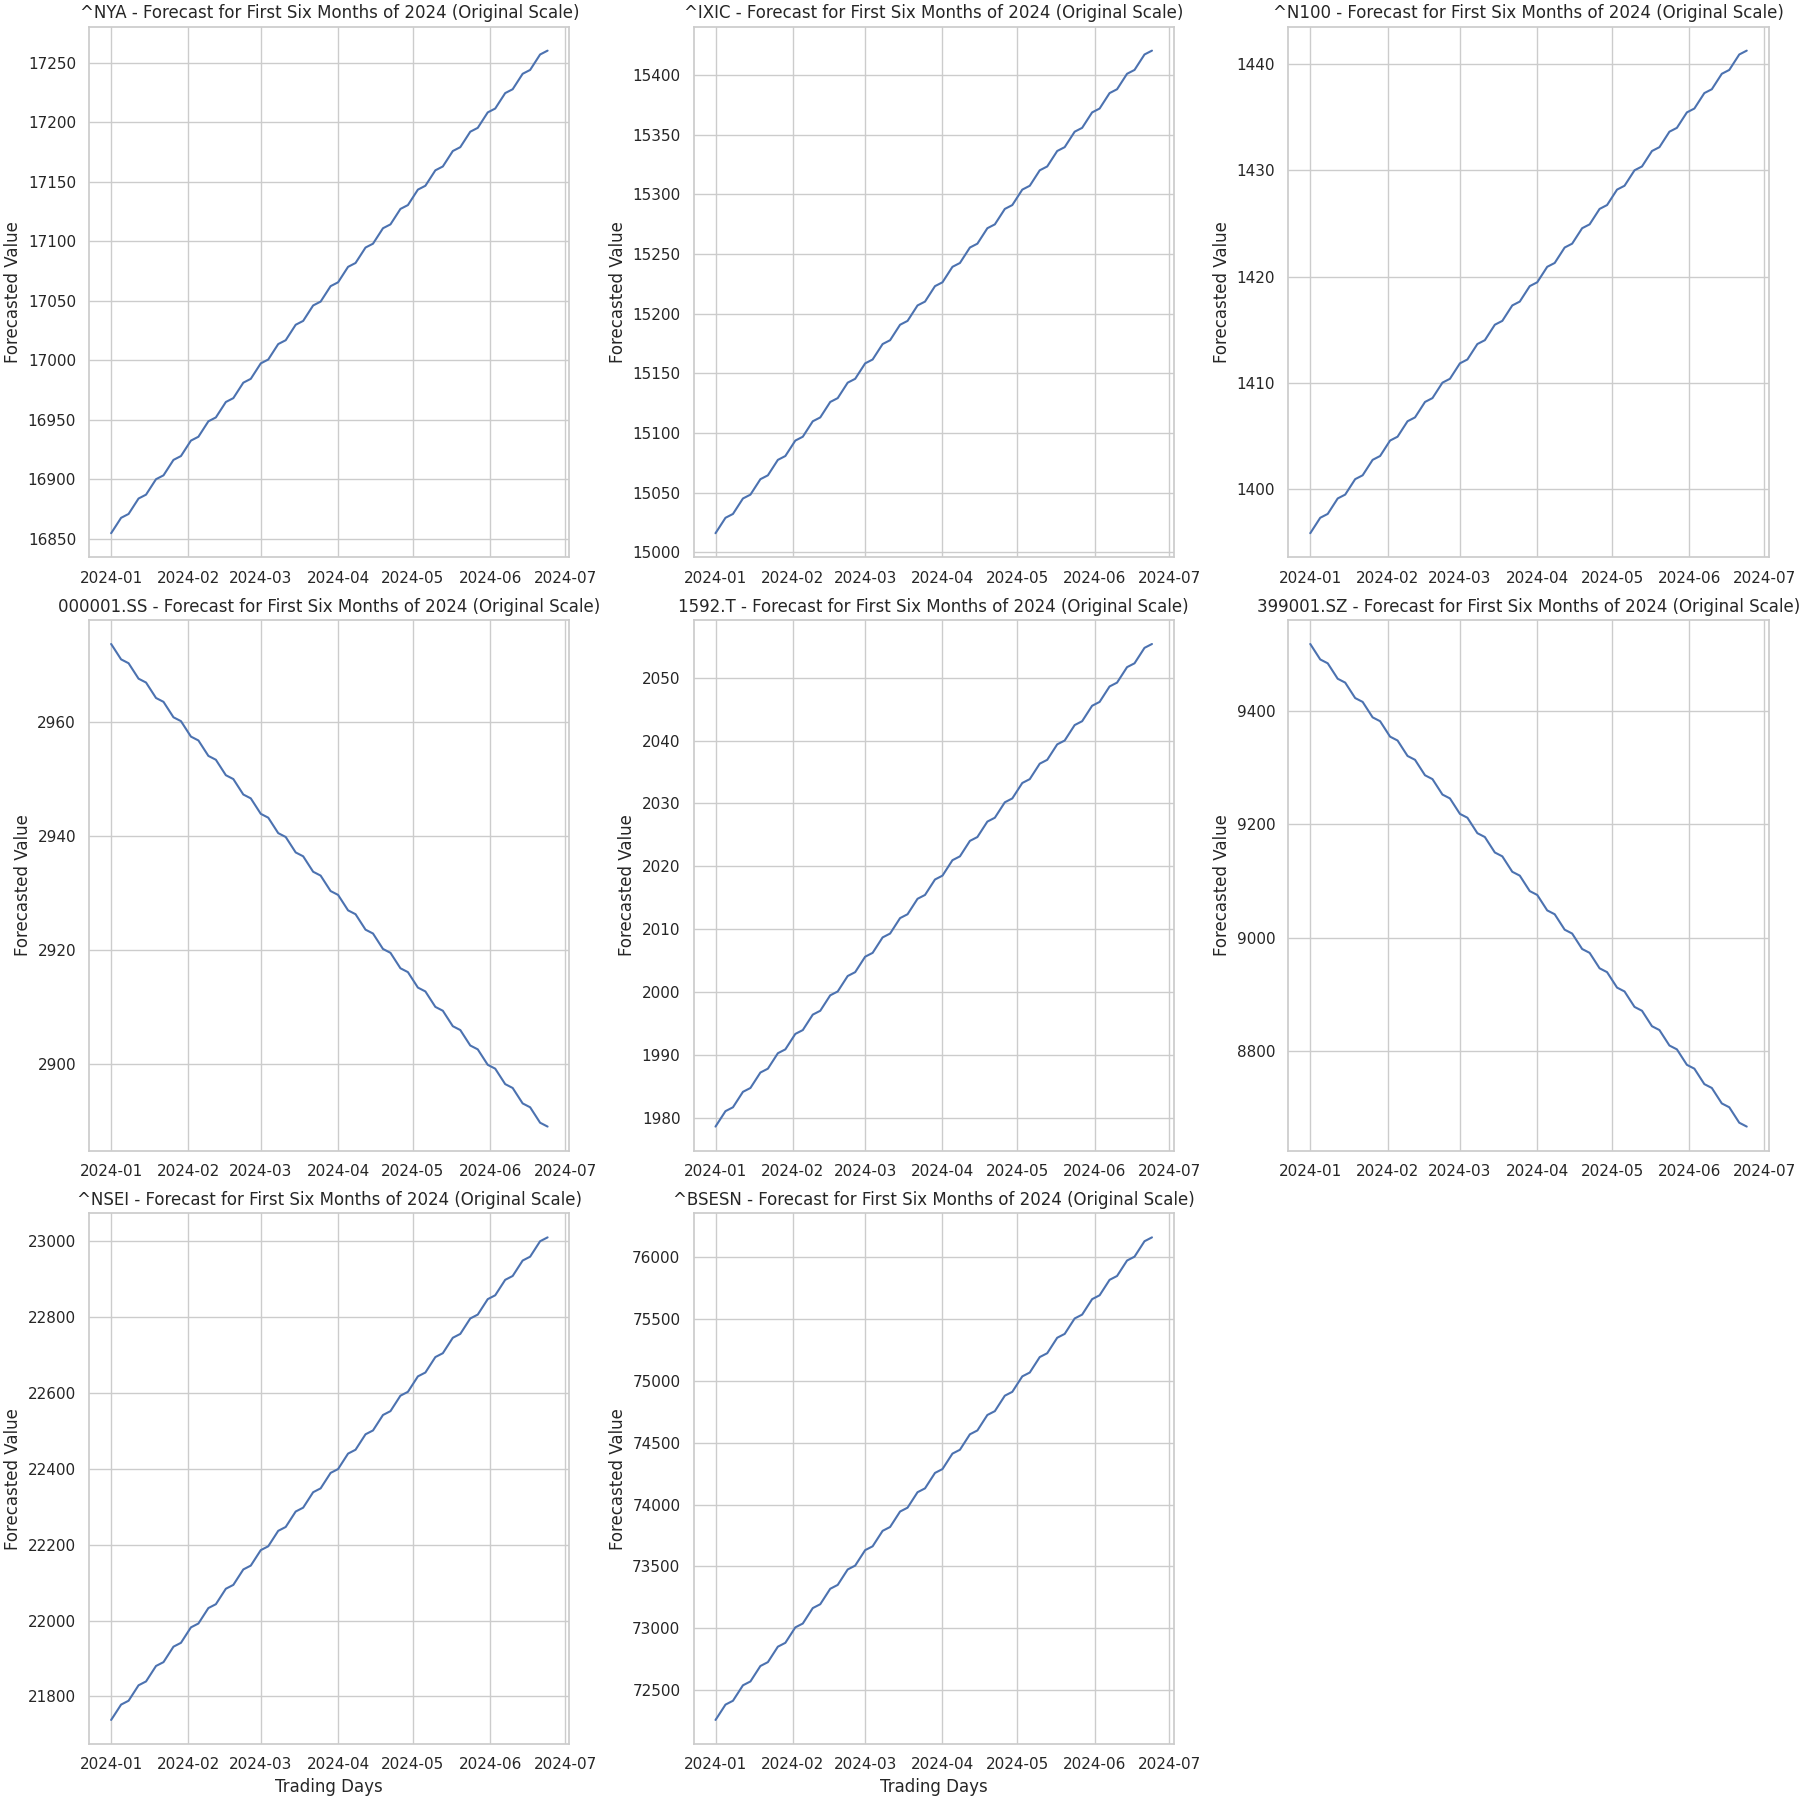 ^NYA - Forecast for First Six Months of 2024 (Original Scale)
Forecasted Value
17250
17200
17150
17100
17050
17000
16950
16900
16850
2024-01 2024-02 2024-03 2024-04 2024-05 2024-06 2024-07
^IXIC - Forecast for First Six Months of 2024 (Original Scale)
Forecasted Value
15400
15350
15300
15250
15200
15150
15100
15050
15000
2024-01 2024-02 2024-03 2024-04 2024-05 2024-06 2024-07
^N100 - Forecast for First Six Months of 2024 (Original Scale)
Forecasted Value
1440
1430
1420
1410
1400
2024-01 2024-02 2024-03 2024-04 2024-05 2024-06 2024-07
000001.SS - Forecast for First Six Months of 2024 (Original Scale)
Forecasted Value
2960
2940
2920
2900
2024-01 2024-02 2024-03 2024-04 2024-05 2024-06 2024-07
1592.T - Forecast for First Six Months of 2024 (Original Scale)
Forecasted Value
2050
2040
2030
2020
2010
2000
1990
1980
2024-01 2024-02 2024-03 2024-04 2024-05 2024-06 2024-07
399001.SZ - Forecast for First Six Months of 2024 (Original Scale)
Forecasted Value
9400
9200
9000
8800
2024-01 2024-02 2024-03 2024-04 2024-05 2024-06 2024-07
^NSEI - Forecast for First Six Months of 2024 (Original Scale)
Forecasted Value
23000
22800
22600
22400
22200
22000
21800
2024-01 2024-02 2024-03 2024-04 2024-05 2024-06 2024-07
Trading Days
^BSESN - Forecast for First Six Months of 2024 (Original Scale)
Forecasted Value
76000
75500
75000
74500
74000
73500
73000
72500
2024-01 2024-02 2024-03 2024-04 2024-05 2024-06 2024-07
Trading Days